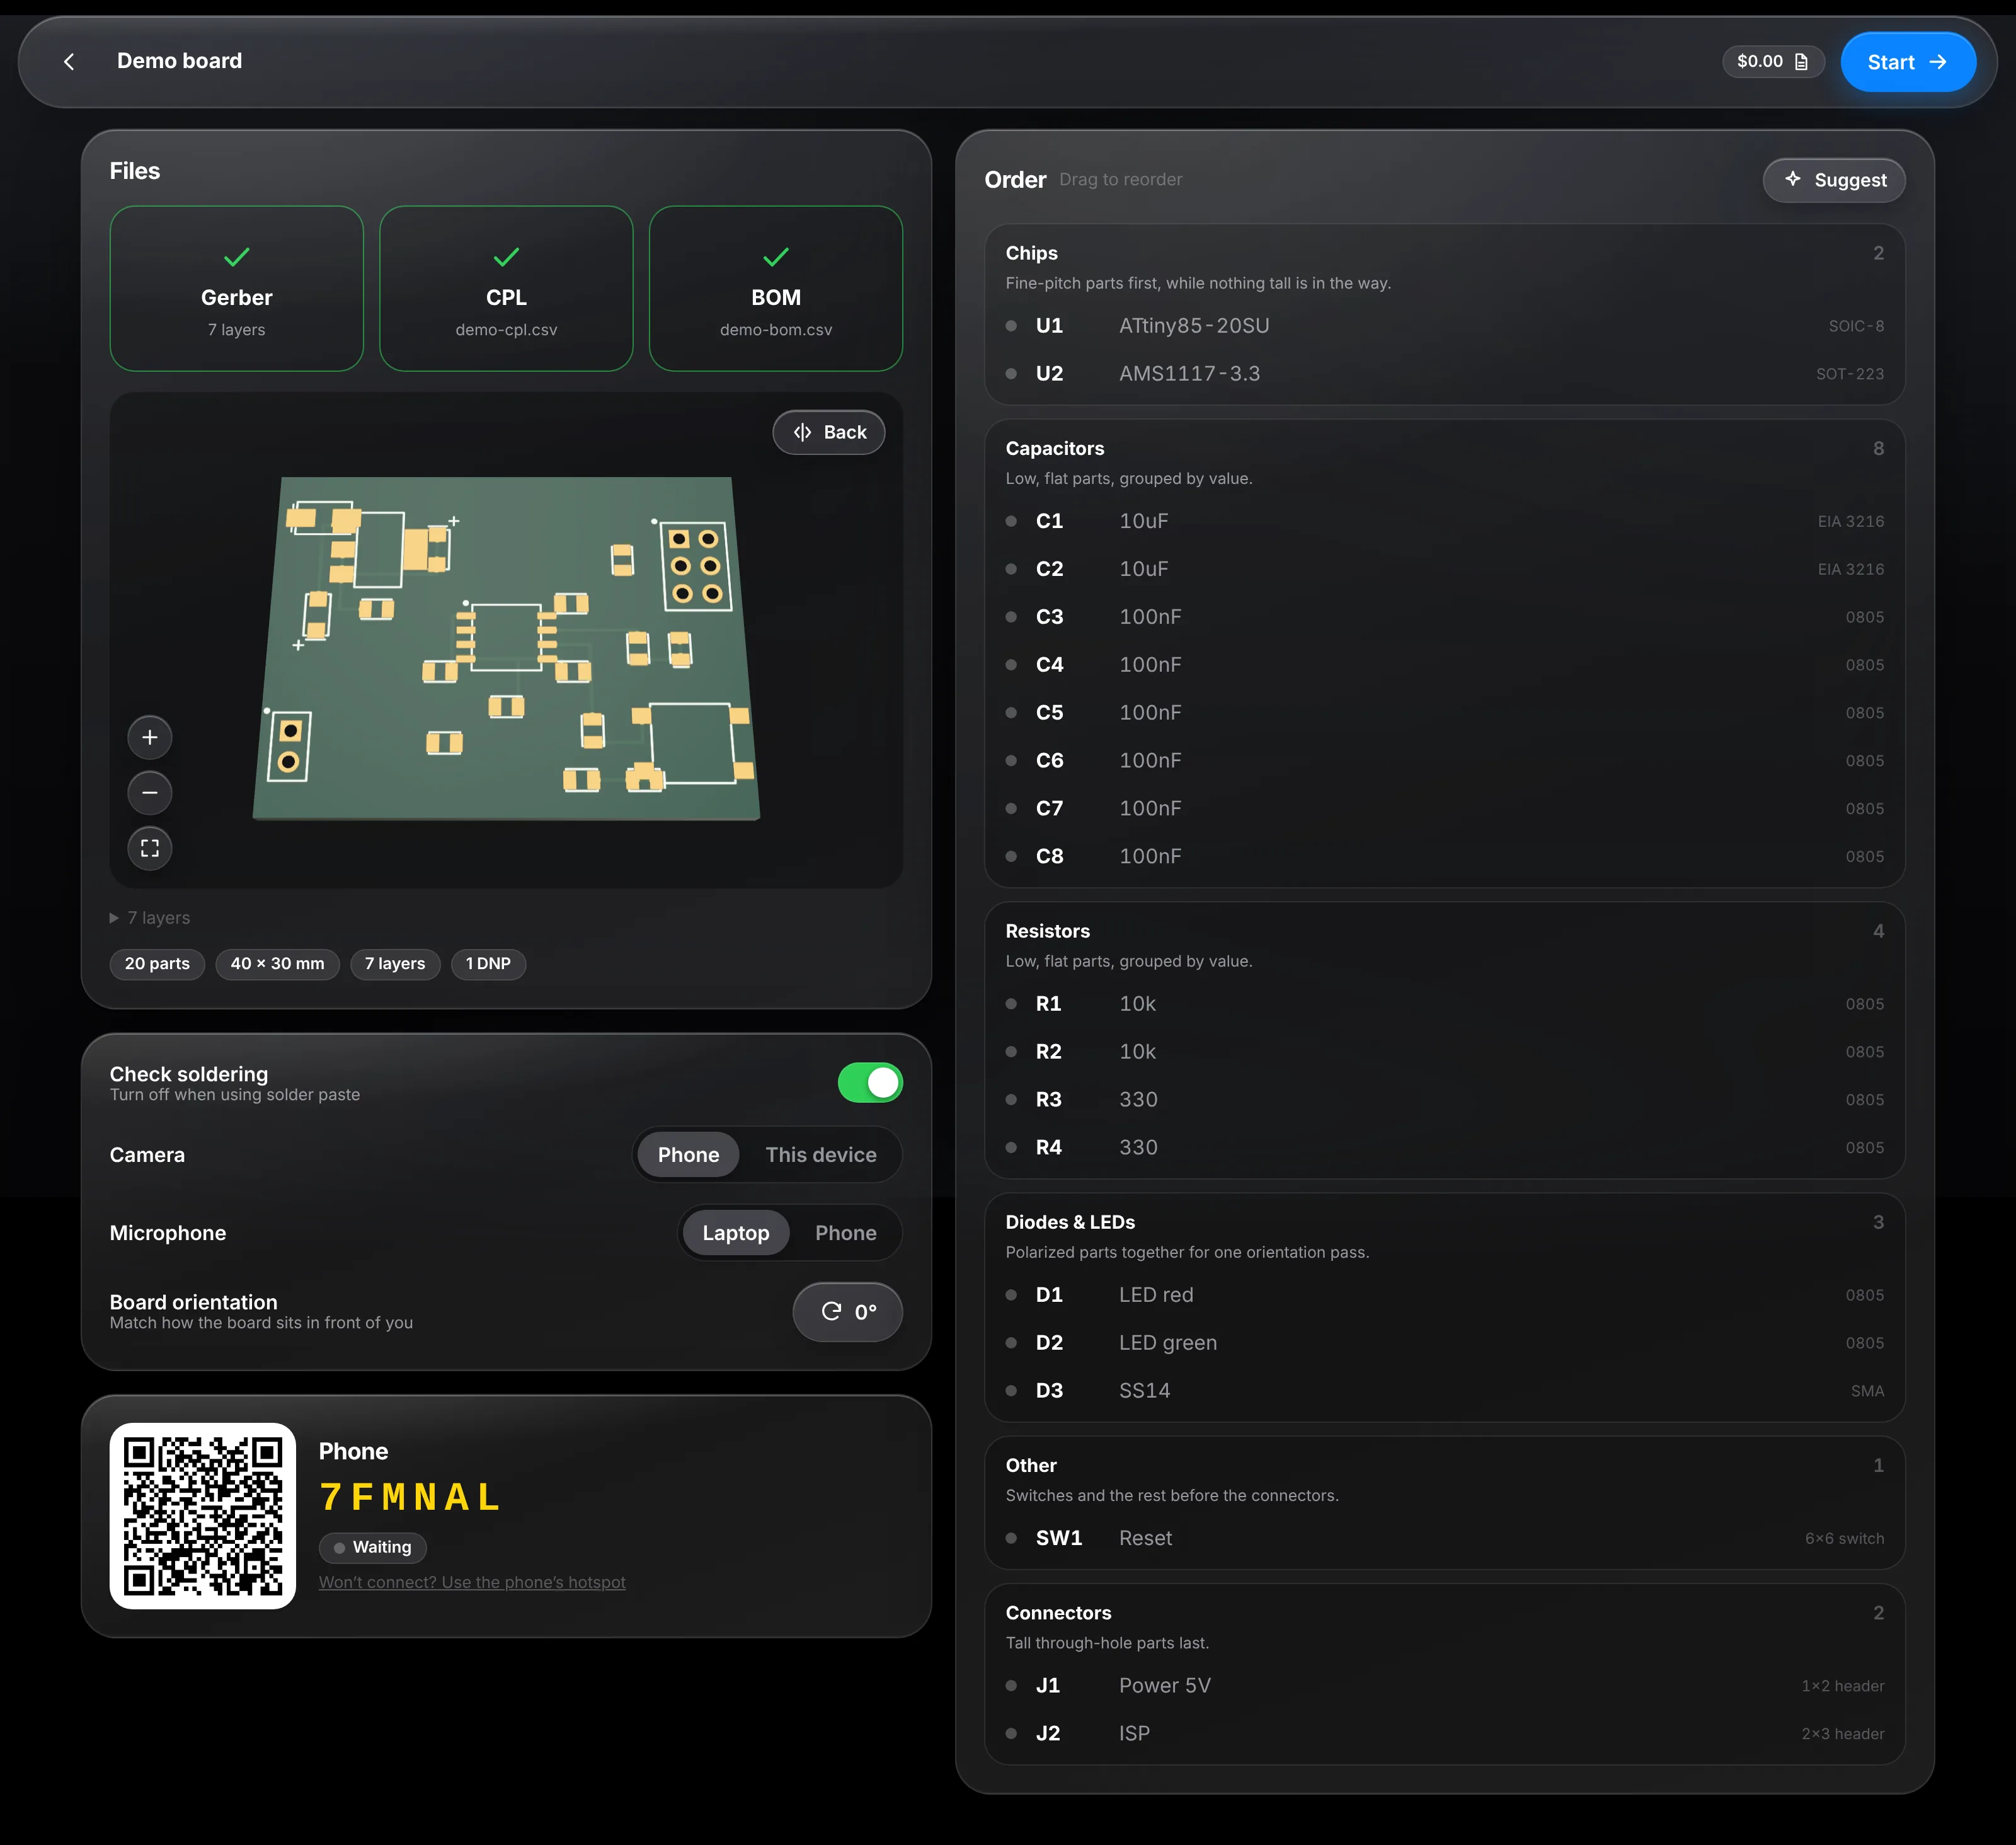 Demo board
$0.00
Start
Files
Gerber
7 layers
CPL
demo-cpl.csv
BOM
demo-bom.csv
Back
7 layers
20 parts
40 × 30 mm
7 layers
1 DNP
Check soldering
Turn off when using solder paste
Camera
Phone
This device
Microphone
Laptop
Phone
Board orientation
Match how the board sits in front of you
0°
Phone
7FMNAL
Waiting
Won't connect? Use the phone's hotspot
Order
Drag to reorder
Suggest
Chips 2
Fine-pitch parts first, while nothing tall is in the way.
U1 ATtiny85-20SU SOIC-8
U2 AMS1117-3.3 SOT-223
Capacitors 8
Low, flat parts, grouped by value.
C1 10uF EIA 3216
C2 10uF EIA 3216
C3 100nF 0805
C4 100nF 0805
C5 100nF 0805
C6 100nF 0805
C7 100nF 0805
C8 100nF 0805
Resistors 4
Low, flat parts, grouped by value.
R1 10k 0805
R2 10k 0805
R3 330 0805
R4 330 0805
Diodes & LEDs 3
Polarized parts together for one orientation pass.
D1 LED red 0805
D2 LED green 0805
D3 SS14 SMA
Other 1
Switches and the rest before the connectors.
SW1 Reset 6×6 switch
Connectors 2
Tall through-hole parts last.
J1 Power 5V 1×2 header
J2 ISP 2×3 header